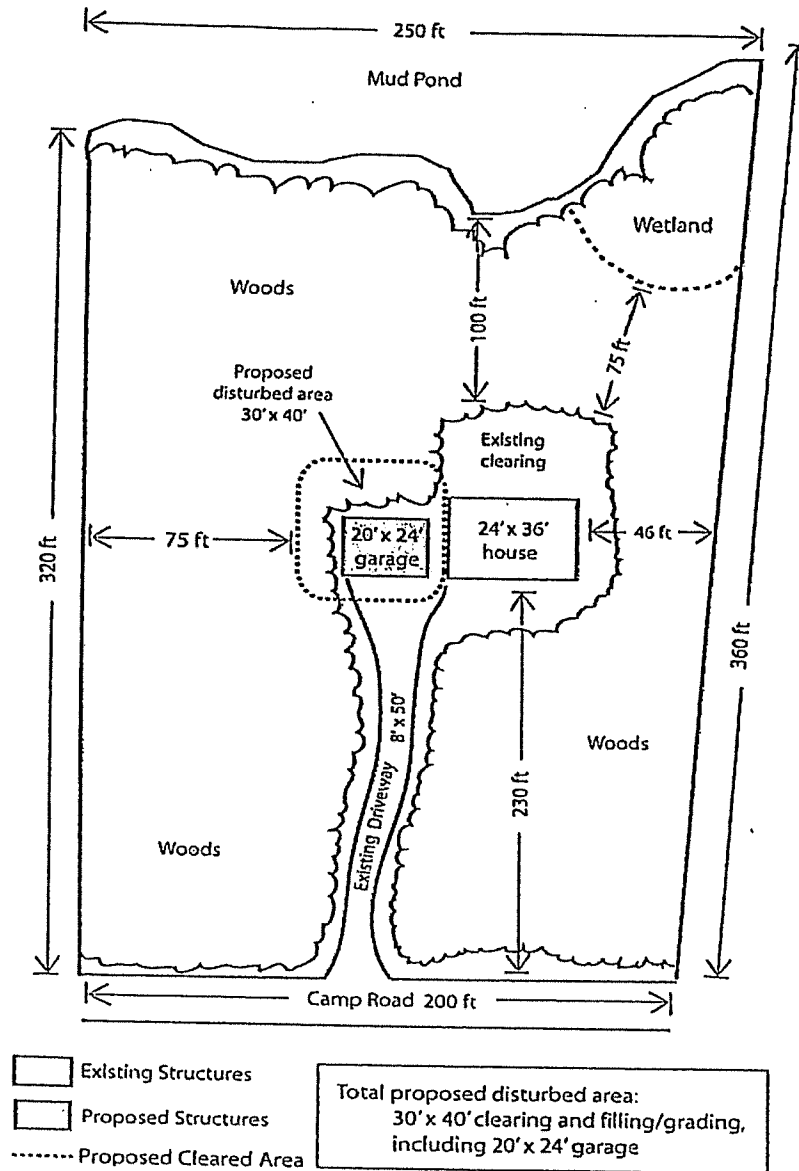 250 ft
Mud Pond
Wetland
Woods
100 ft
75 ft
Proposed
disturbed area
30' x 40'
Existing
clearing
320 ft
75 ft
20' x 24'
garage
24' x 36'
house
46 ft
360 ft
Existing Driveway 8' x 50'
230 ft
Woods
Woods
Camp Road 200 ft
Existing Structures
Proposed Structures
Proposed Cleared Area
Total proposed disturbed area:
30' x 40' clearing and filling/grading,
including 20' x 24' garage